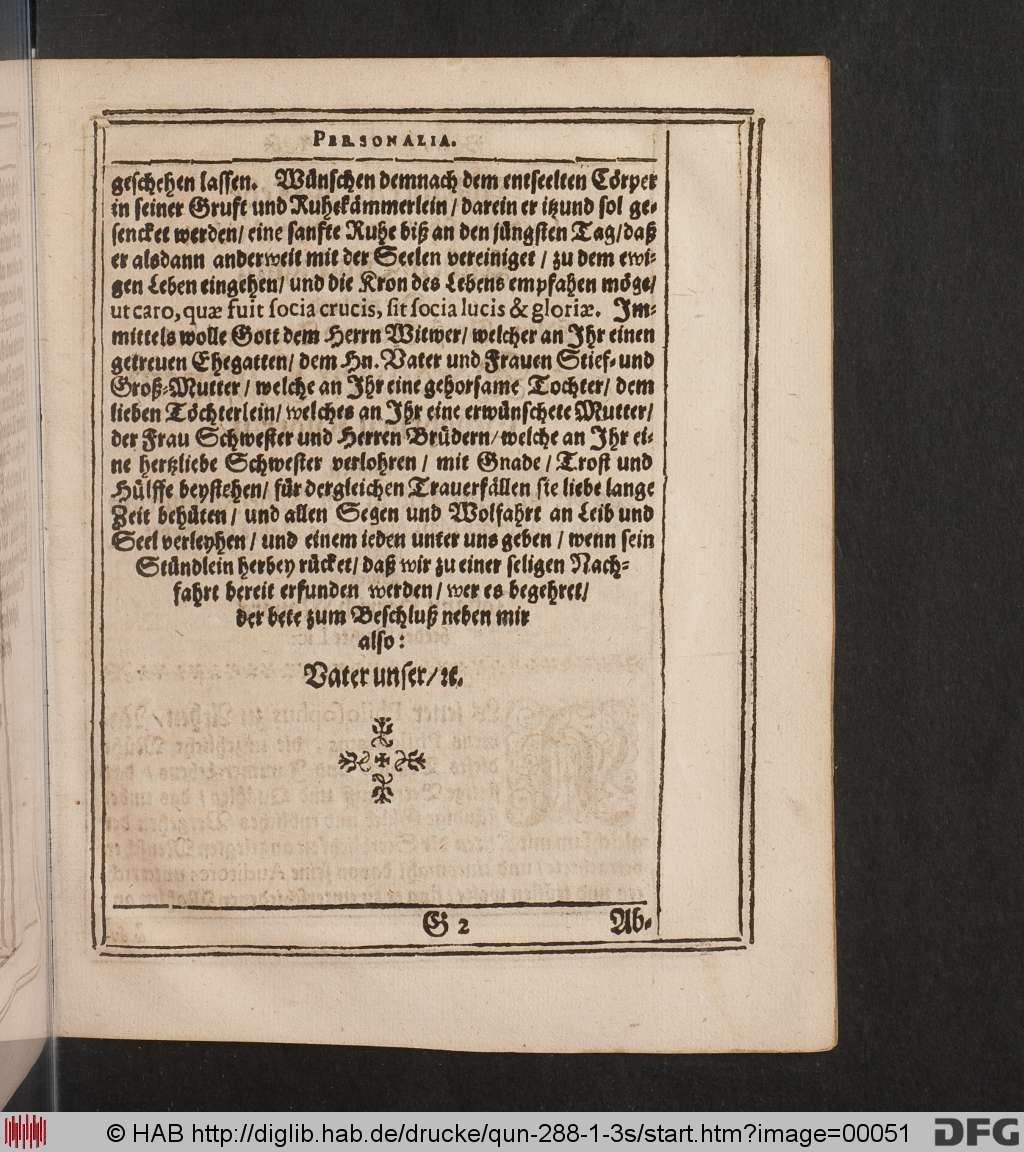 PERSONALIA.
geschehen lassen. Wünschen demnach dem entseelten Cörper
in seiner Gruft und Ruhekämmerlein / darein er itzund sol ge-
sencket werden / eine sanfte Ruhe biß an den jüngsten Tag / daß
er alsdann anderweit mit der Seelen vereiniget / zu dem ewi-
gen Leben eingehen / und die Kron des Lebens empfahen möge /
ut caro, quæ fuit socia crucis, sit socia lucis & gloriæ. Im-
mittels wolle Gott dem Herrn Witwer / welcher an Ihr einen
getreuen Ehegatten / dem Hn. Vater und Frauen Stief- und
Groß-Mutter / welche an Ihr eine gehorsame Tochter / dem
lieben Töchterlein / welches an Ihr eine erwünschete Mutter /
der Frau Schwester und Herren Brüdern / welche an Ihr ei-
ne hertzliebe Schwester verlohren / mit Gnade / Trost und
Hülffe beystehen / für dergleichen Trauerfällen sie liebe lange
Zeit behüten / und allen Segen und Wolfahrt an Leib und
Seel verleyhen / und einem ieden unter uns geben / wenn sein
Stündlein herbey rücket / daß wir zu einer seligen Nach-
fahrt bereit erfunden werden / wer es begehret /
der bete zum Beschluß neben mir
also:
Vater unser / ꝛc.
G 2 Ab-
© HAB http://diglib.hab.de/drucke/qun-288-1-3s/start.htm?image=00051 DFG